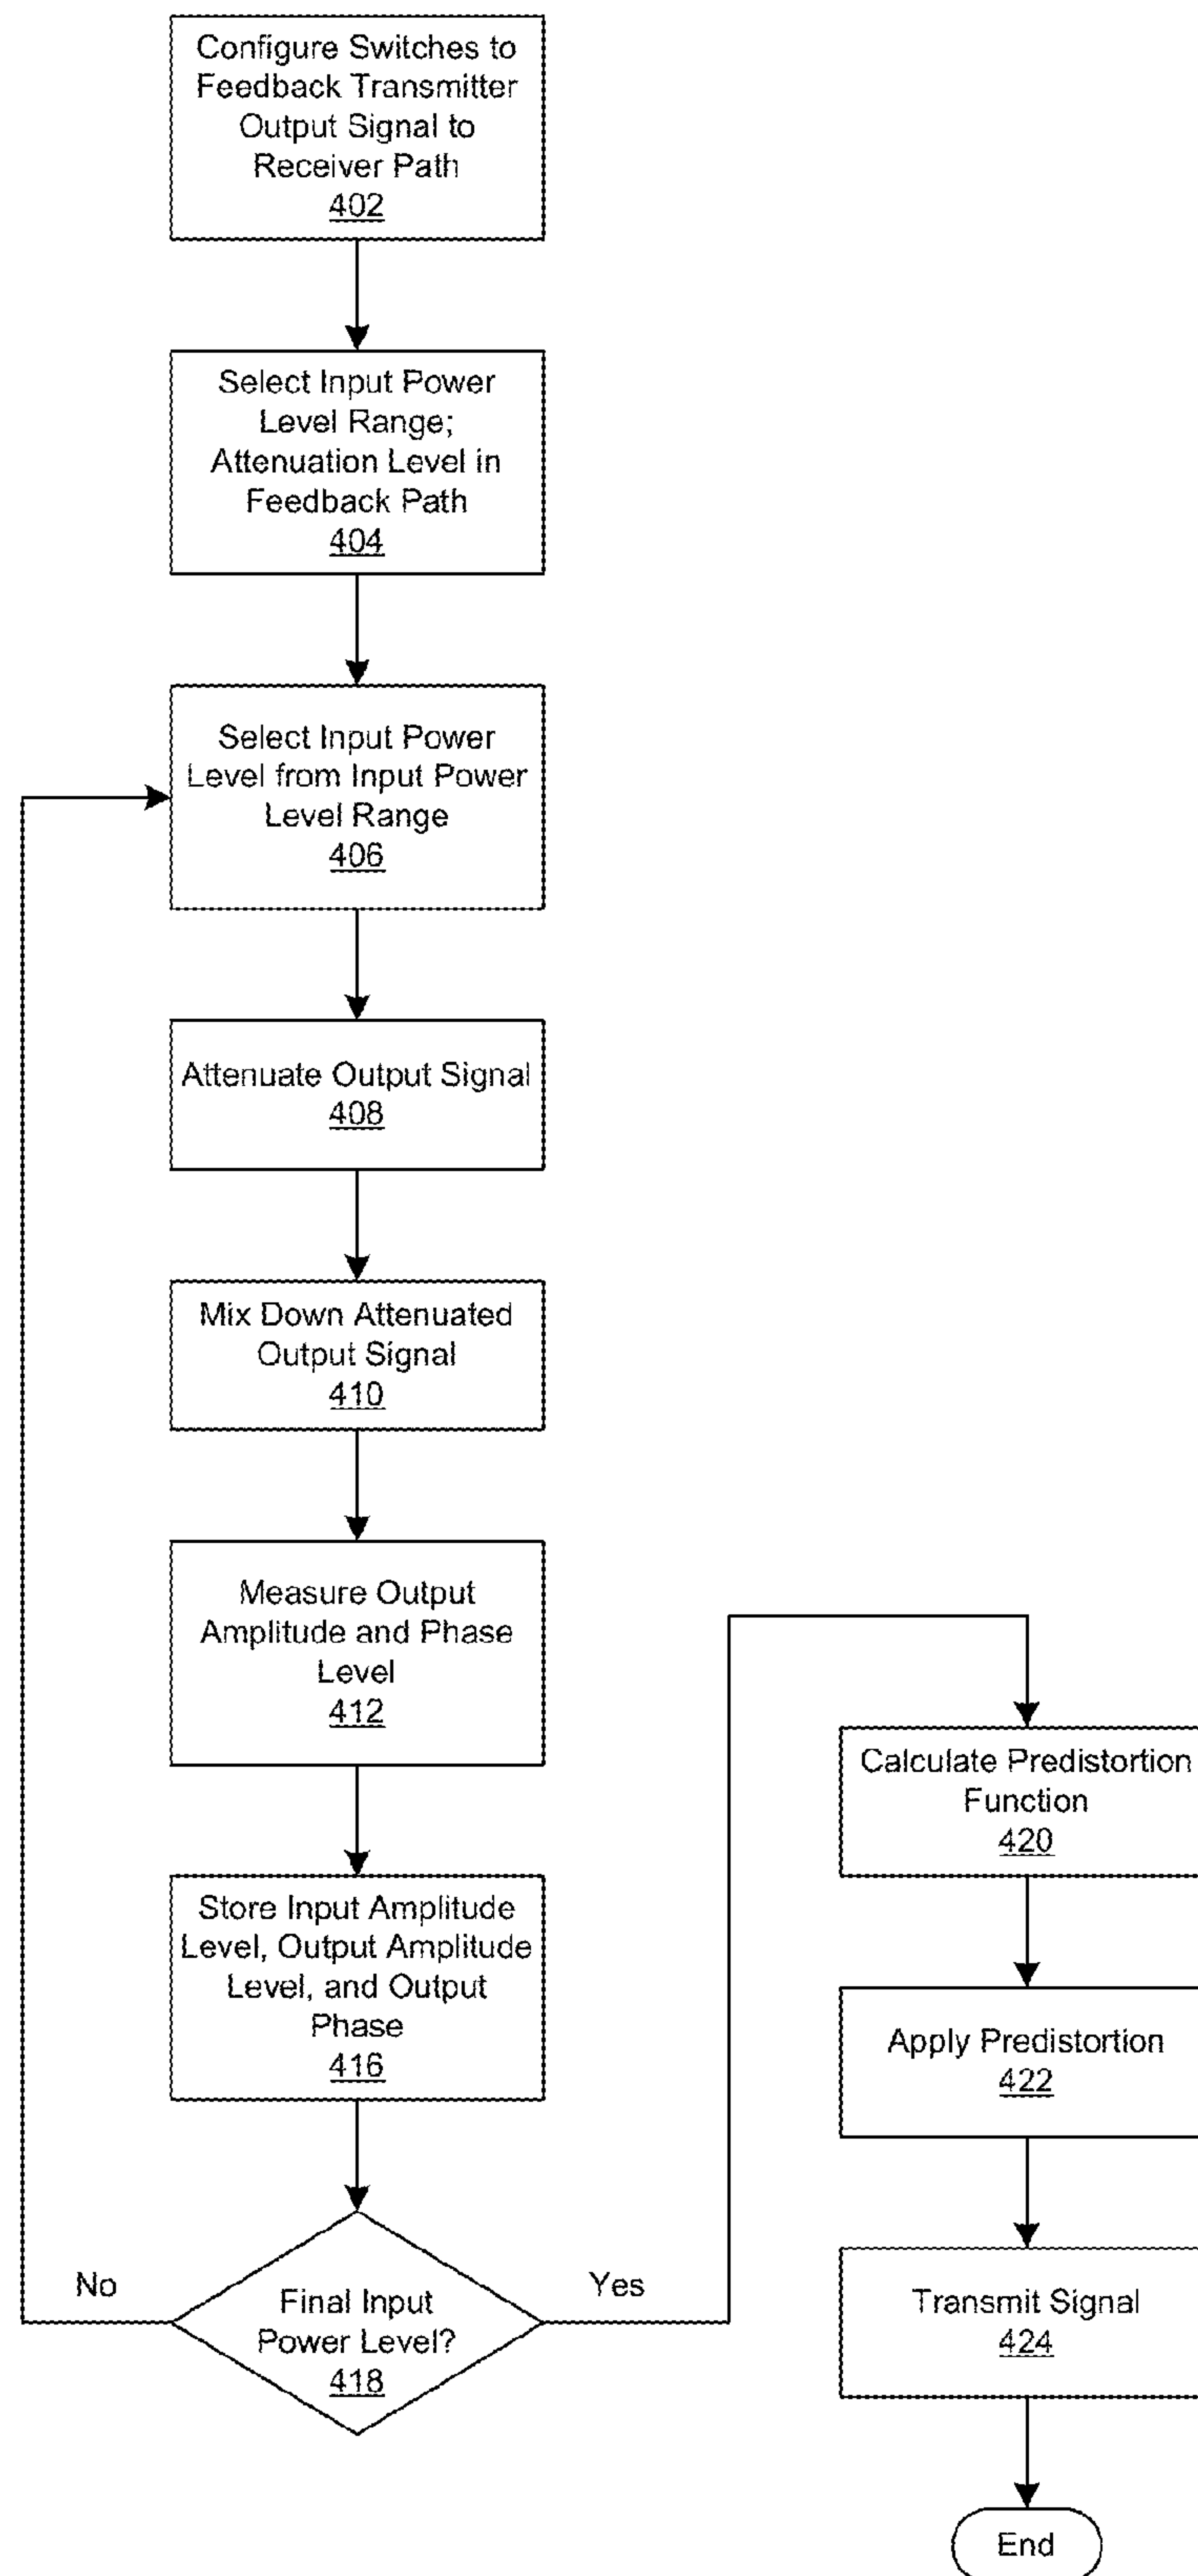 Configure Switches to
Feedback Transmitter
Output Signal to
Receiver Path
402
Select Input Power
Level Range;
Attenuation Level in
Feedback Path
404
Select Input Power
Level from Input Power
Level Range
406
Attenuate Output Signal
408
Mix Down Attenuated
Output Signal
410
Measure Output
Amplitude and Phase
Level
412
Store Input Amplitude
Level, Output Amplitude
Level, and Output
Phase
416
No
Final Input
Power Level?
418
Yes
Calculate Predistortion
Function
420
Apply Predistortion
422
Transmit Signal
424
End